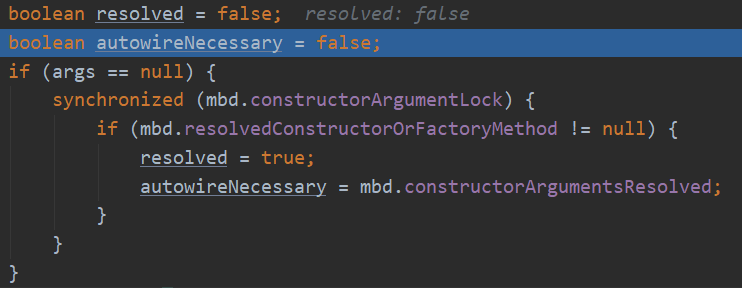 boolean resolved = false;  resolved: false
boolean autowireNecessary = false;
if (args == null) {
    synchronized (mbd.constructorArgumentLock) {
        if (mbd.resolvedConstructorOrFactoryMethod != null) {
            resolved = true;
            autowireNecessary = mbd.constructorArgumentsResolved;
        }
    }
}